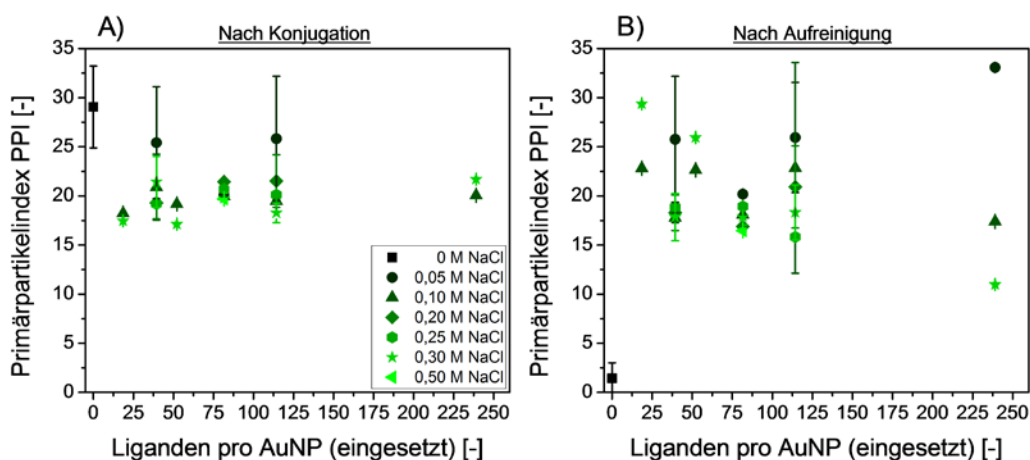 A)
Nach Konjugation
35
30
25
20
15
10
5
0
Primärpartikelindex PPI [-]
0 M NaCl
0,05 M NaCl
0,10 M NaCl
0,20 M NaCl
0,25 M NaCl
0,30 M NaCl
0,50 M NaCl
0 25 50 75 100 125 150 175 200 225 250
Liganden pro AuNP (eingesetzt) [-]
B)
Nach Aufreinigung
35
30
25
20
15
10
5
0
Primärpartikelindex PPI [-]
0 25 50 75 100 125 150 175 200 225 250
Liganden pro AuNP (eingesetzt) [-]